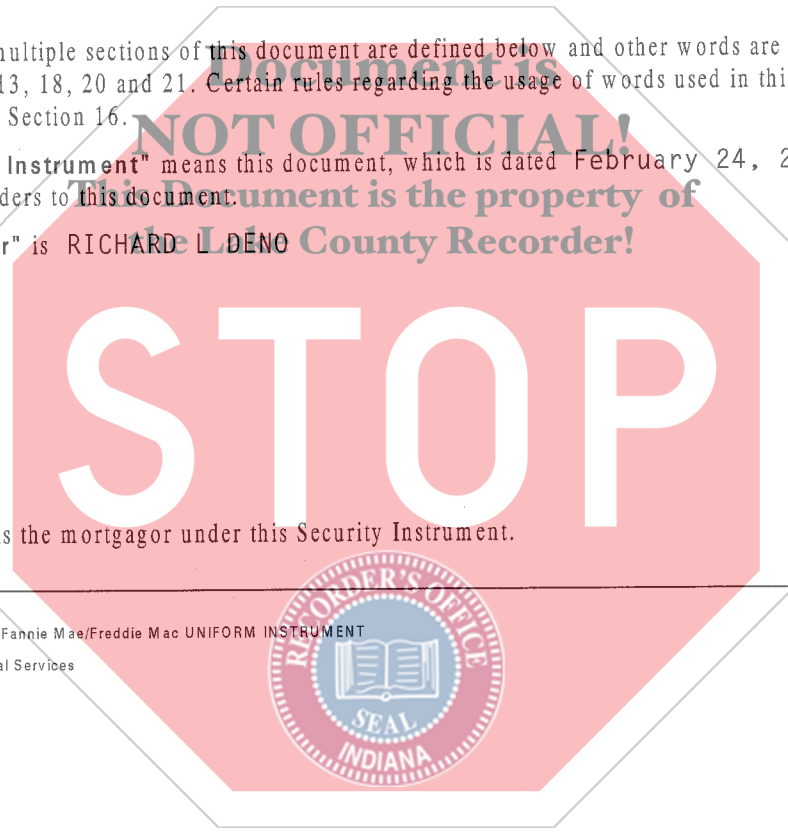 multiple sections of this document are defined below and other words are
Document is
13, 18, 20 and 21. Certain rules regarding the usage of words used in thi
Section 16.
NOT OFFICIAL!
Instrument" means this document, which is dated February 24, 2
ders to this document.
This Document is the property of
r" is RICHARD L DENO
the Lake County Recorder!
STOP
s the mortgagor under this Security Instrument.
RECORDER'S OFFICE
Fannie Mae/Freddie Mac UNIFORM INSTRUMENT
al Services
SEAL
INDIANA